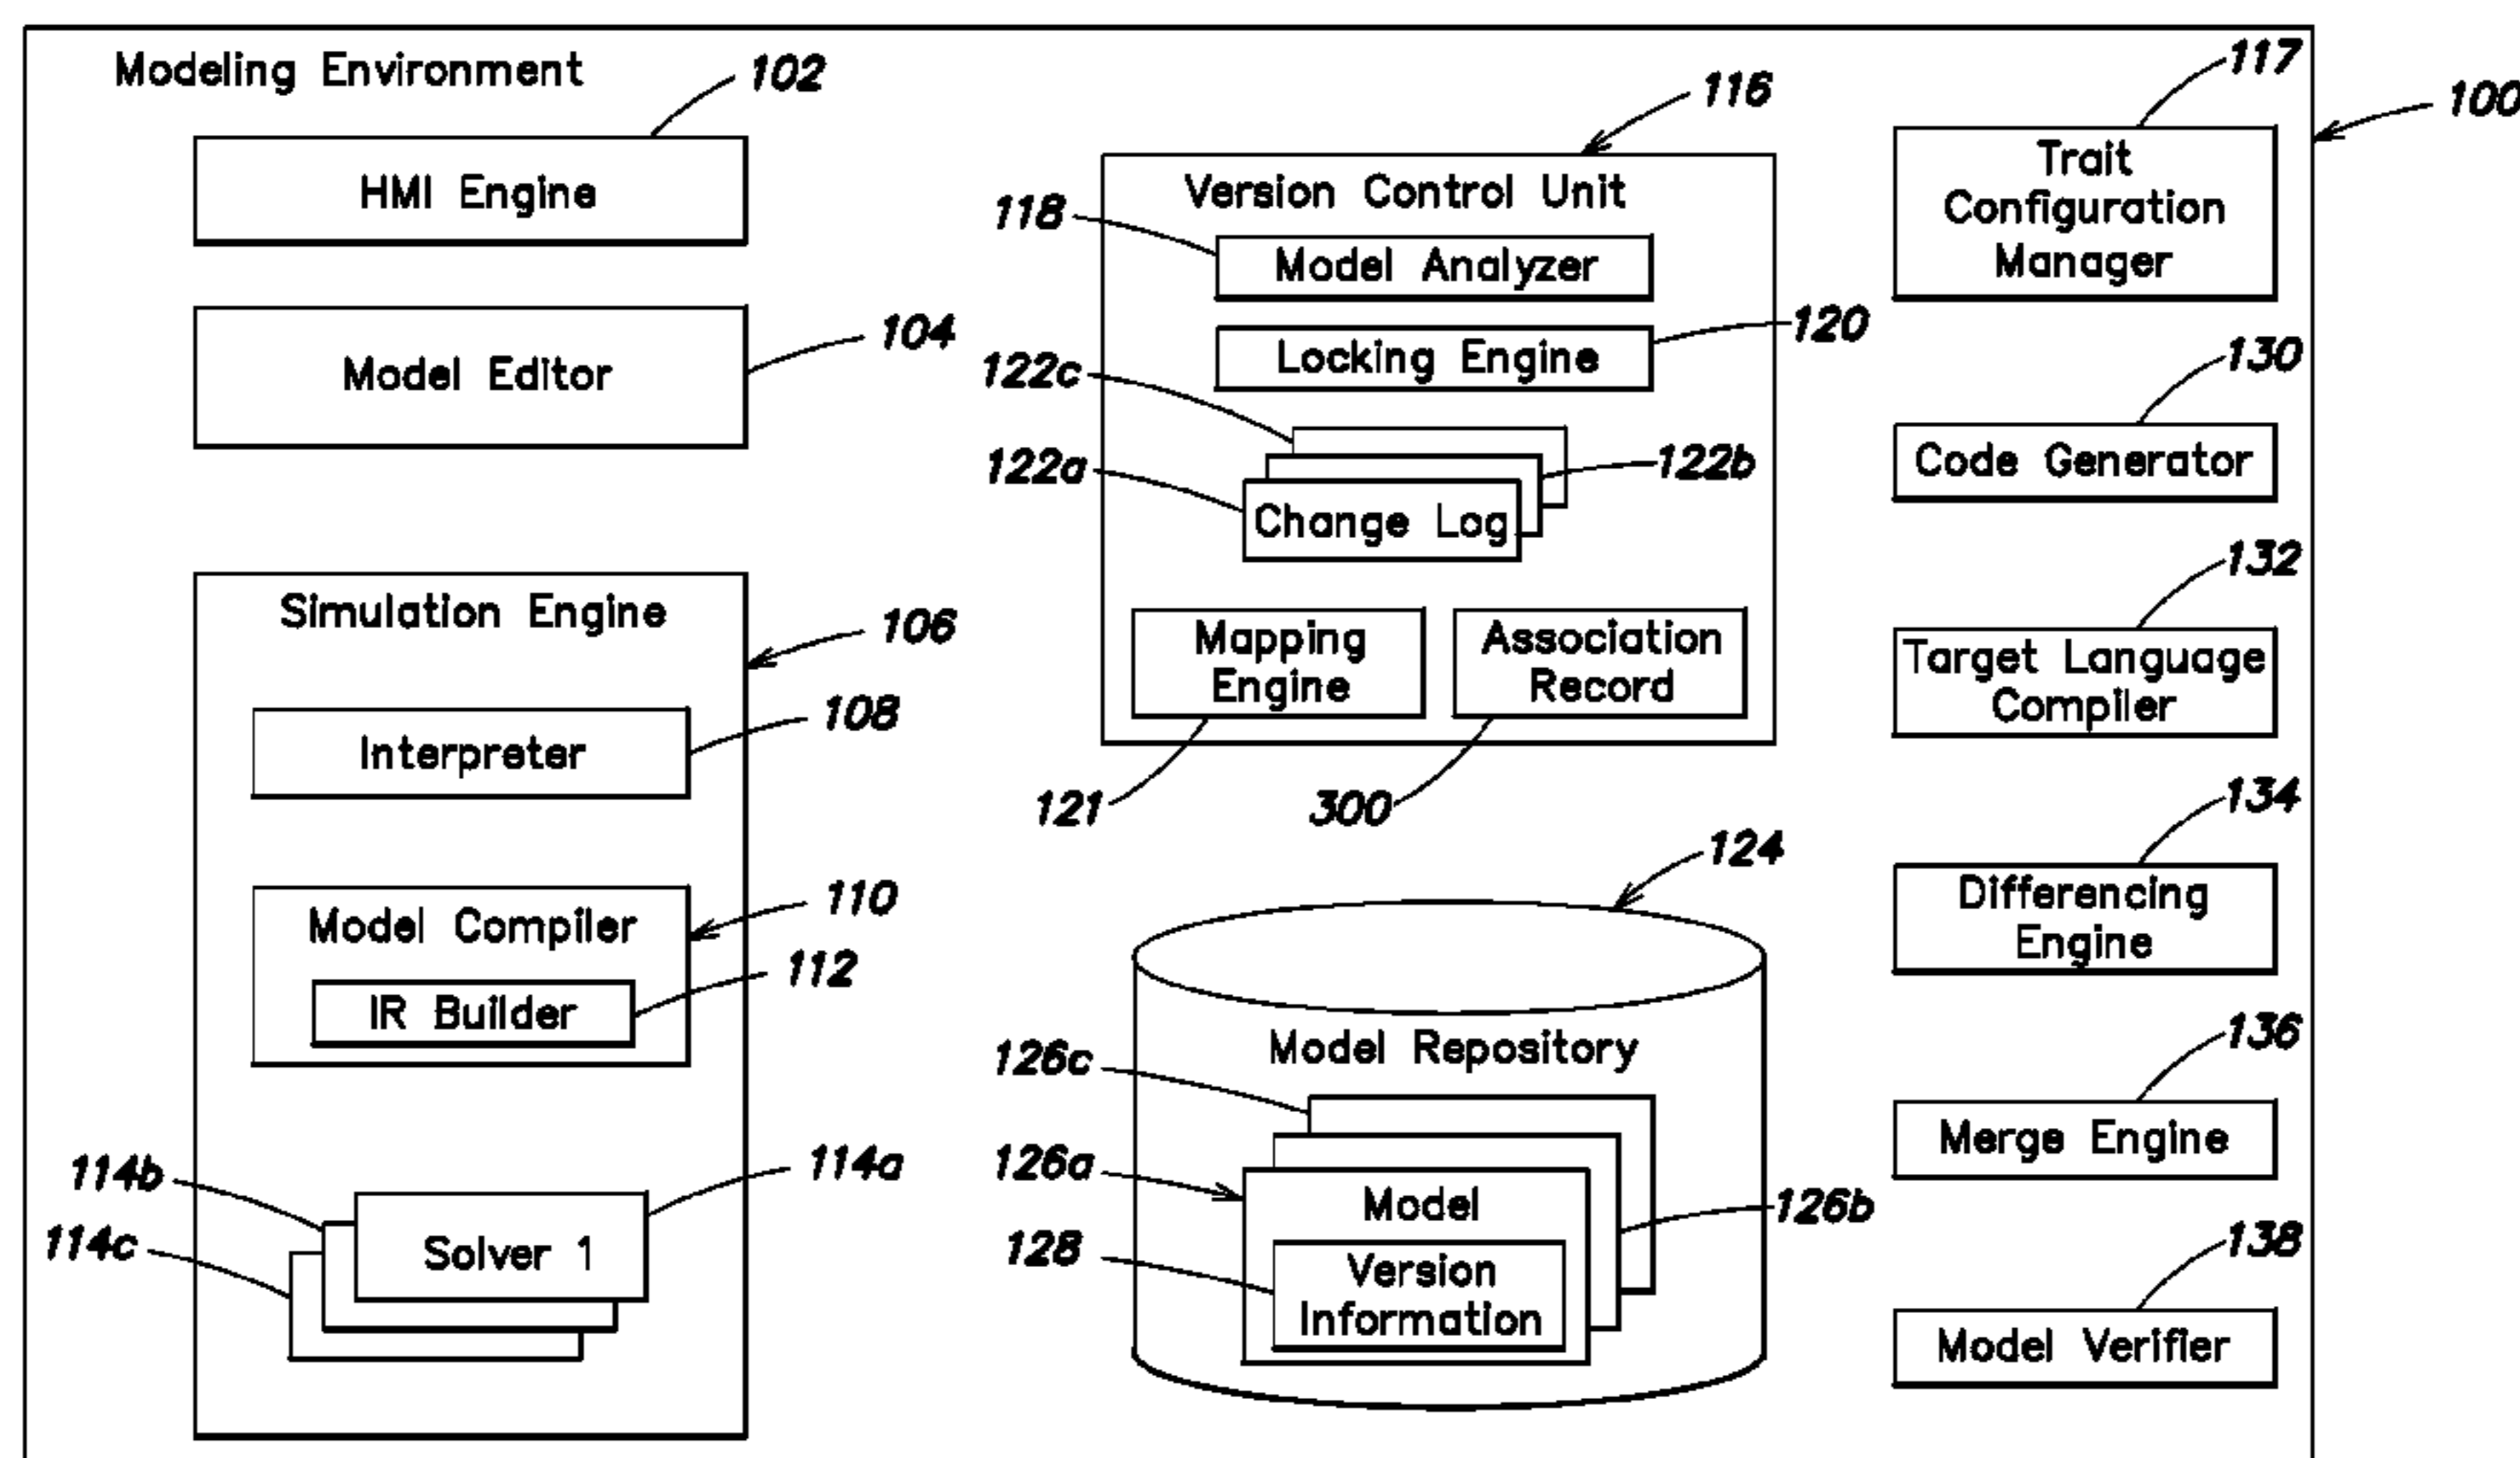 Modeling Environment
102
HMI Engine
104
Model Editor
Simulation Engine
106
108
Interpreter
110
Model Compiler
112
IR Builder
114b
114a
114c
Solver 1
116
Version Control Unit
118
Model Analyzer
120
Locking Engine
122c
122a
122b
Change Log
Mapping
Engine
Association
Record
121
300
124
Model Repository
126c
126a
Model
126b
128
Version
Information
117
100
Trait
Configuration
Manager
130
Code Generator
132
Target Language
Compiler
134
Differencing
Engine
136
Merge Engine
138
Model Verifier